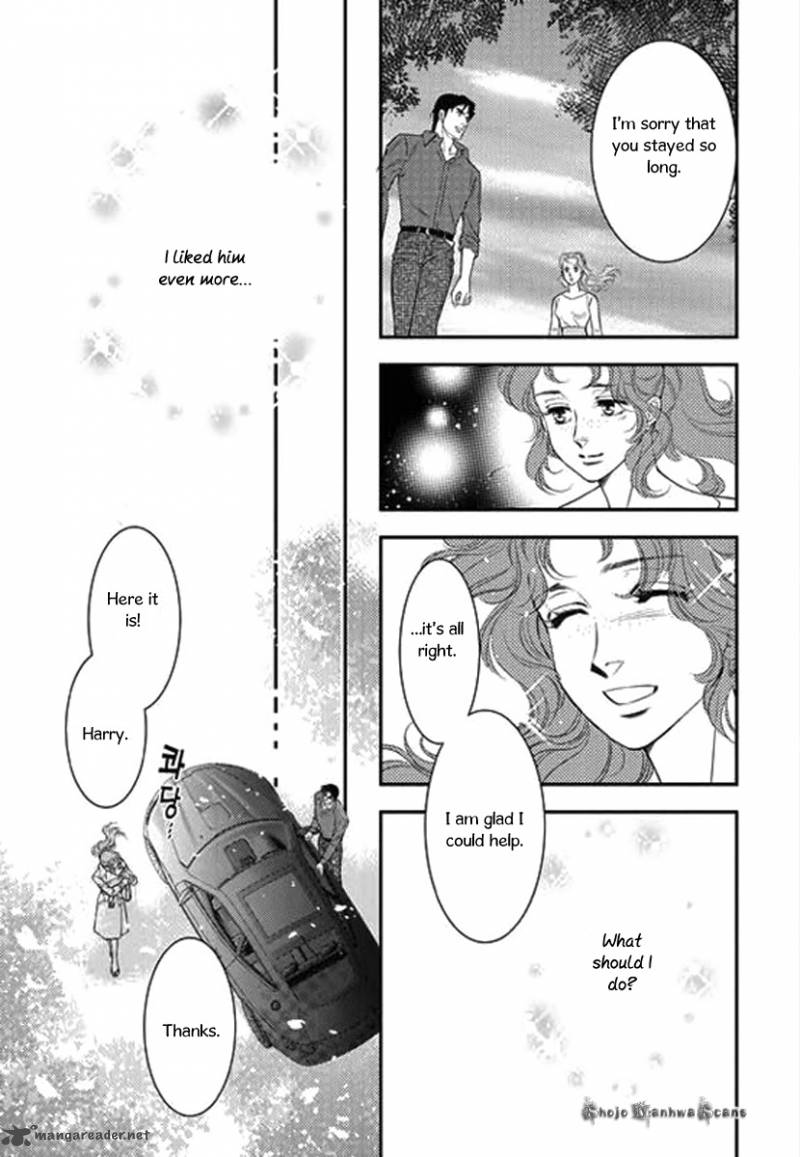 I'm sorry that
you stayed so
long.
...it's all
right.
I am glad I
could help.
What
should I
do?
I liked him
even more...
Here it
is!
Harry.
콰
당...
Thanks.
Shojo Manhwa Scans
mangareader.net